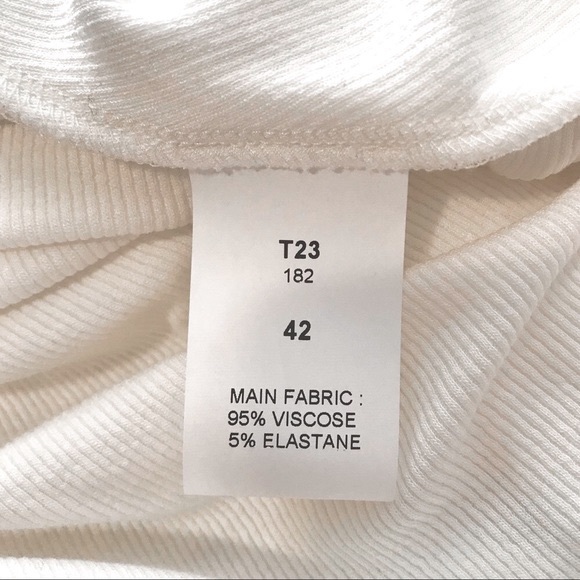 T23
182
42
MAIN FABRIC :
95% VISCOSE
5% ELASTANE